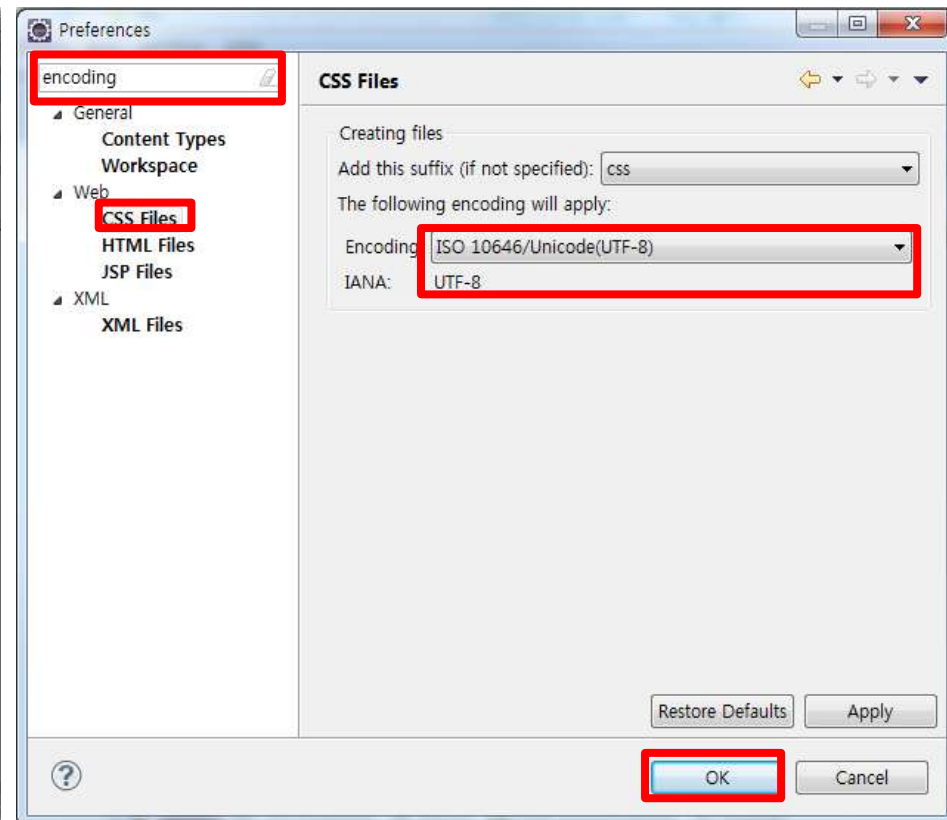 Preferences
encoding
General
Content Types
Workspace
Web
CSS Files
HTML Files
JSP Files
XML
XML Files
CSS Files
Creating files
Add this suffix (if not specified): css
The following encoding will apply:
Encoding ISO 10646/Unicode(UTF-8)
IANA: UTF-8
Restore Defaults Apply
? OK Cancel